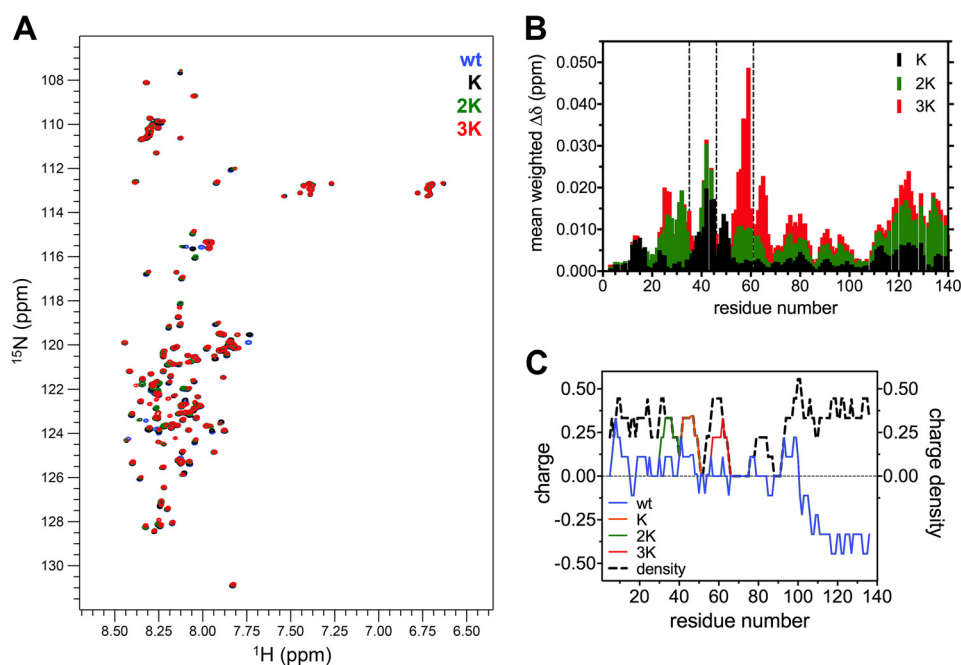 A
wt
K
2K
3K
110
112
114
116
118
120
122
124
126
128
130
15N (ppm)
8.50 8.25 8.00 7.75 7.50 7.25 7.00 6.75 6.50
1H (ppm)
B
K
2K
3K
mean weighted Δδ (ppm)
0.050
0.040
0.030
0.020
0.010
0.000
0 20 40 60 80 100 120 140
residue number
C
charge
0.50
0.25
0.00
-0.25
-0.50
0.50
-0.25
-0.00
charge density
wt
K
2K
3K
density
20 40 60 80 100 120 140
residue number